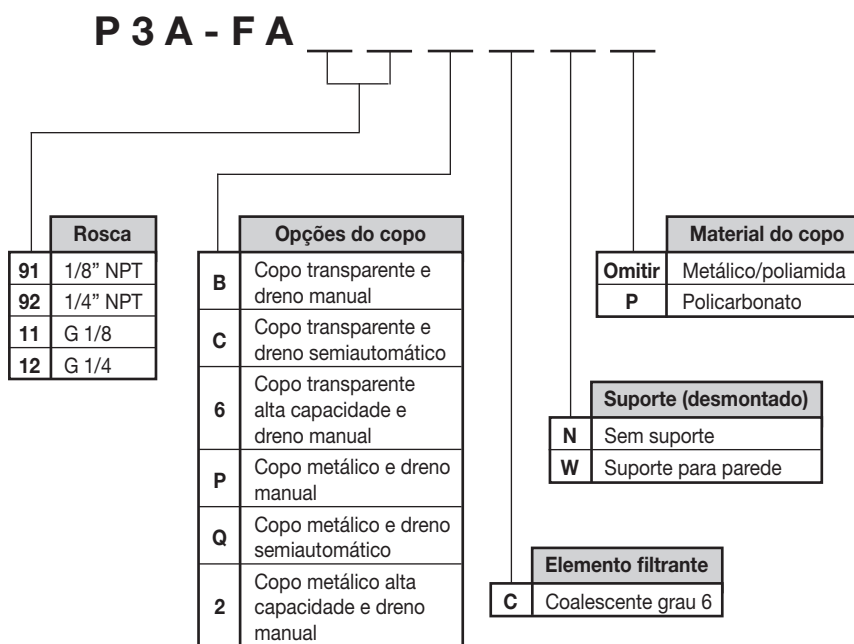 P3A-FA
Rosca
91 1/8" NPT
92 1/4" NPT
11 G 1/8
12 G 1/4
Opções do copo
B Copo transparente e
dreno manual
C Copo transparente e
dreno semiautomático
6 Copo transparente
alta capacidade e
dreno manual
P Copo metálico e dreno
manual
Q Copo metálico e dreno
semiautomático
2 Copo metálico alta
capacidade e dreno
manual
Elemento filtrante
C Coalescente grau 6
Suporte (desmontado)
N Sem suporte
W Suporte para parede
Material do copo
Omitir Metálico/poliamida
P Policarbonato